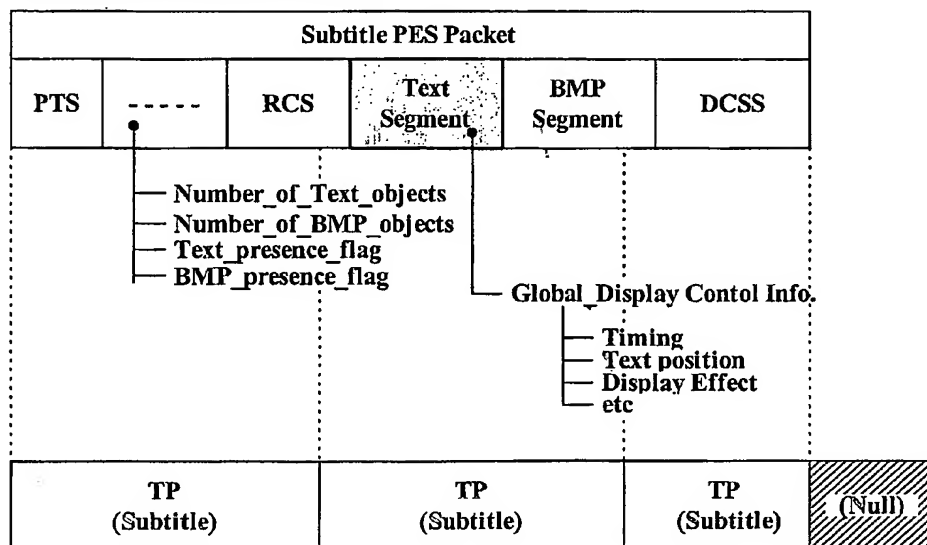 Subtitle PES Packet
PTS
-----
RCS
Text
Segment
BMP
Segment
DCSS
Number_of_Text_objects
Number_of_BMP_objects
Text_presence_flag
BMP_presence_flag
Global_Display Contol Info.
Timing
Text position
Display Effect
etc
TP
(Subtitle)
TP
(Subtitle)
TP
(Subtitle)
(Null)